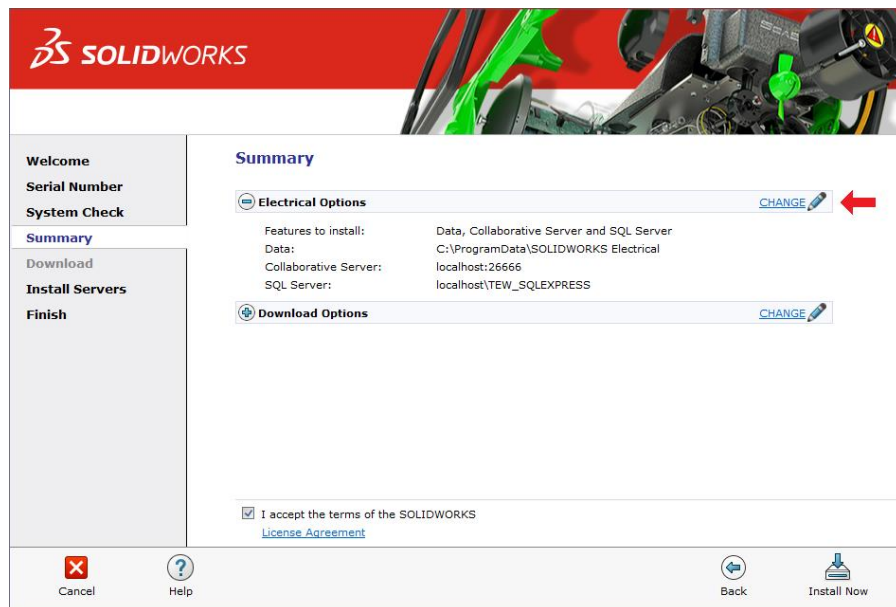 SOLIDWORKS
Welcome
Serial Number
System Check
Summary
Download
Install Servers
Finish
Summary
Electrical Options CHANGE
Features to install: Data, Collaborative Server and SQL Server
Data: C:\ProgramData\SOLIDWORKS Electrical
Collaborative Server: localhost:26666
SQL Server: localhost\TEW_SQLEXPRESS
Download Options CHANGE
I accept the terms of the SOLIDWORKS
License Agreement
Cancel Help Back Install Now